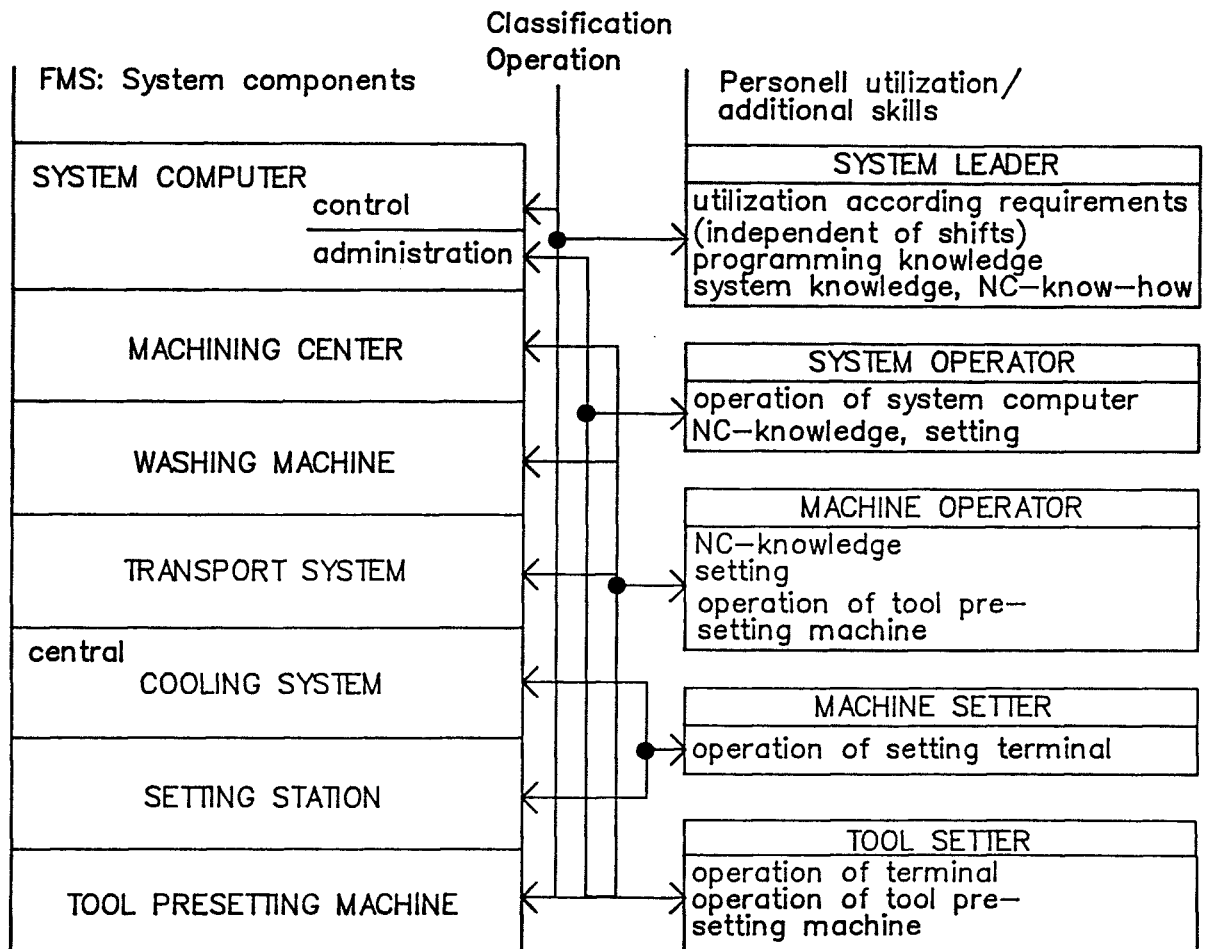 Classification
Operation
FMS: System components
SYSTEM COMPUTER
control
administration
MACHINING CENTER
WASHING MACHINE
TRANSPORT SYSTEM
central
COOLING SYSTEM
SETTING STATION
TOOL PRESETTING MACHINE
Personell utilization/
additional skills
SYSTEM LEADER
utilization according requirements
(independent of shifts)
programming knowledge
system knowledge, NC-know-how
SYSTEM OPERATOR
operation of system computer
NC-knowledge, setting
MACHINE OPERATOR
NC-knowledge
setting
operation of tool pre-
setting machine
MACHINE SETTER
operation of setting terminal
TOOL SETTER
operation of terminal
operation of tool pre-
setting machine